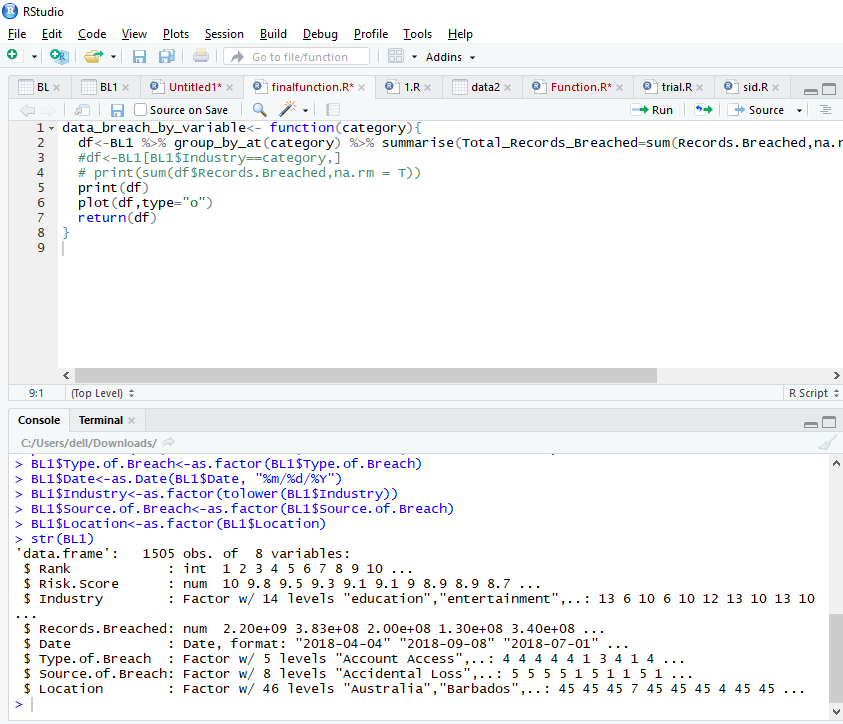 RStudio
File Edit Code View Plots Session Build Debug Profile Tools Help
Go to file/function Addins
BL BL1 Untitled1* finalfunction.R* 1.R data2 Function.R* trial.R sid.R
Source on Save Run Source
1 data_breach_by_variable<- function(category){
2 df<-BL1 %>% group_by_at(category) %>% summarise(Total_Records_Breached=sum(Records.Breached,na.r
3 #df<-BL1[BL1$Industry==category,]
4 # print(sum(df$Records.Breached,na.rm = T))
5 print(df)
6 plot(df,type="o")
7 return(df)
8 }
9
9:1 (Top Level) R Script
Console Terminal
C:/Users/dell/Downloads/
> BL1$Type.of.Breach<-as.factor(BL1$Type.of.Breach)
> BL1$Date<-as.Date(BL1$Date, "%m/%d/%Y")
> BL1$Industry<-as.factor(tolower(BL1$Industry))
> BL1$Source.of.Breach<-as.factor(BL1$Source.of.Breach)
> BL1$Location<-as.factor(BL1$Location)
> str(BL1)
'data.frame': 1505 obs. of 8 variables:
$ Rank : int 1 2 3 4 5 6 7 8 9 10 ...
$ Risk.Score : num 10 9.8 9.5 9.3 9.1 9.1 9 8.9 8.9 8.7 ...
$ Industry : Factor w/ 14 levels "education","entertainment",..: 13 6 10 6 10 12 13 10 13 10
...
$ Records.Breached: num 2.20e+09 3.83e+08 2.00e+08 1.30e+08 3.40e+08 ...
$ Date : Date, format: "2018-04-04" "2018-09-08" "2018-07-01" ...
$ Type.of.Breach : Factor w/ 5 levels "Account Access",..: 4 4 4 4 4 1 3 4 1 4 ...
$ Source.of.Breach: Factor w/ 8 levels "Accidental Loss",..: 5 5 5 5 1 5 1 1 5 1 ...
$ Location : Factor w/ 46 levels "Australia","Barbados",..: 45 45 45 7 45 45 45 4 45 45 ...
>